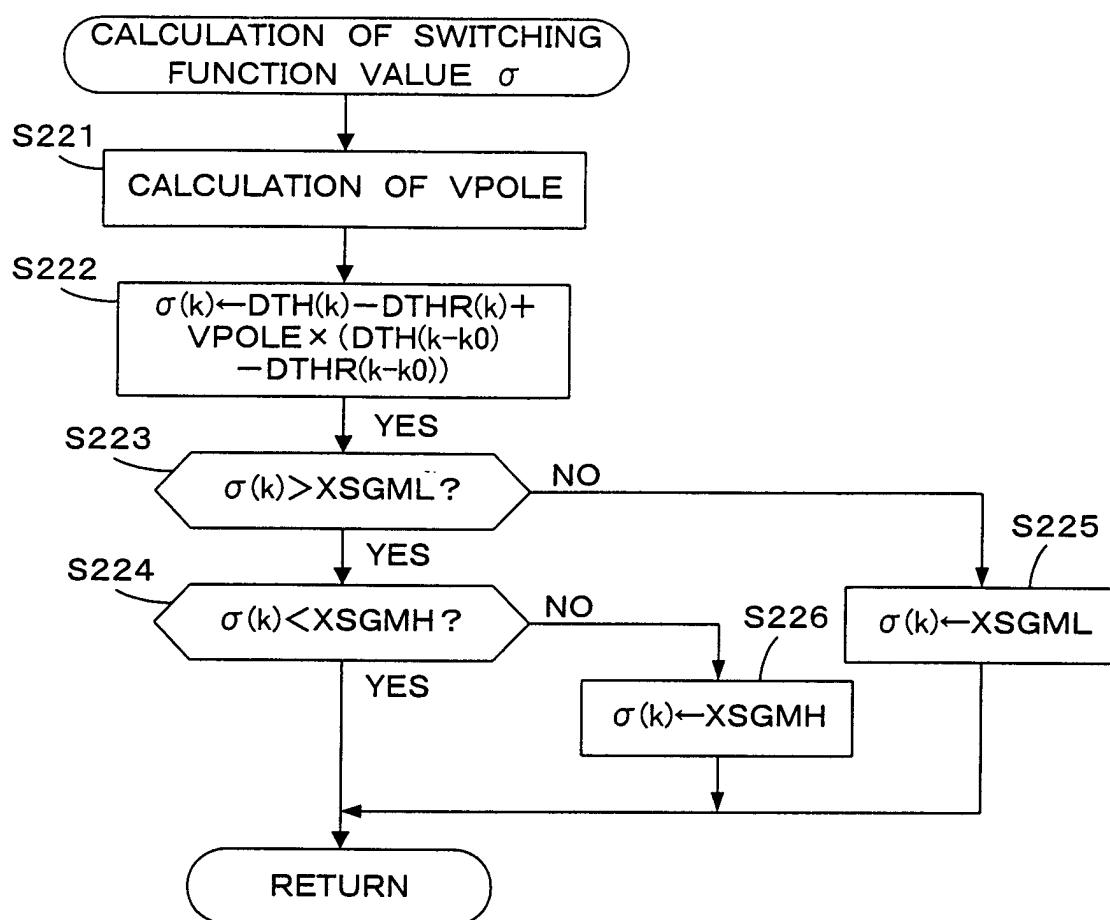 CALCULATION OF SWITCHING
FUNCTION VALUE σ
S221
CALCULATION OF VPOLE
S222
σ(k)←DTH(k)−DTHR(k)+
VPOLE×(DTH(k-k0)
−DTHR(k-k0))
YES
S223
σ(k)>XSGML?
NO
YES
S224
σ(k)<XSGMH?
NO
YES
S225
σ(k)←XSGML
S226
σ(k)←XSGMH
RETURN